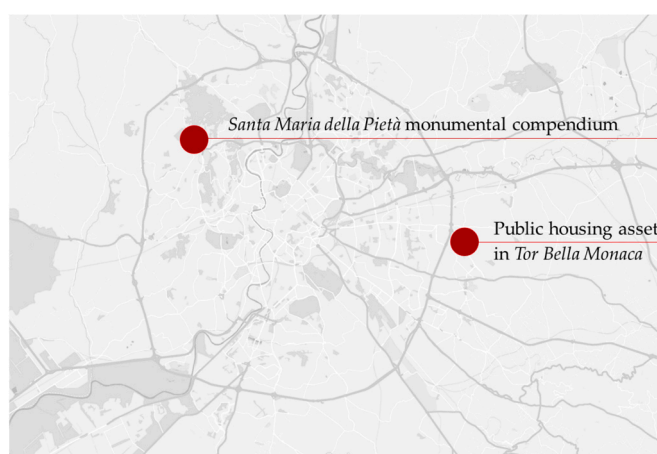 Santa Maria della Pietà monumental compendium
Public housing asset
in Tor Bella Monaca